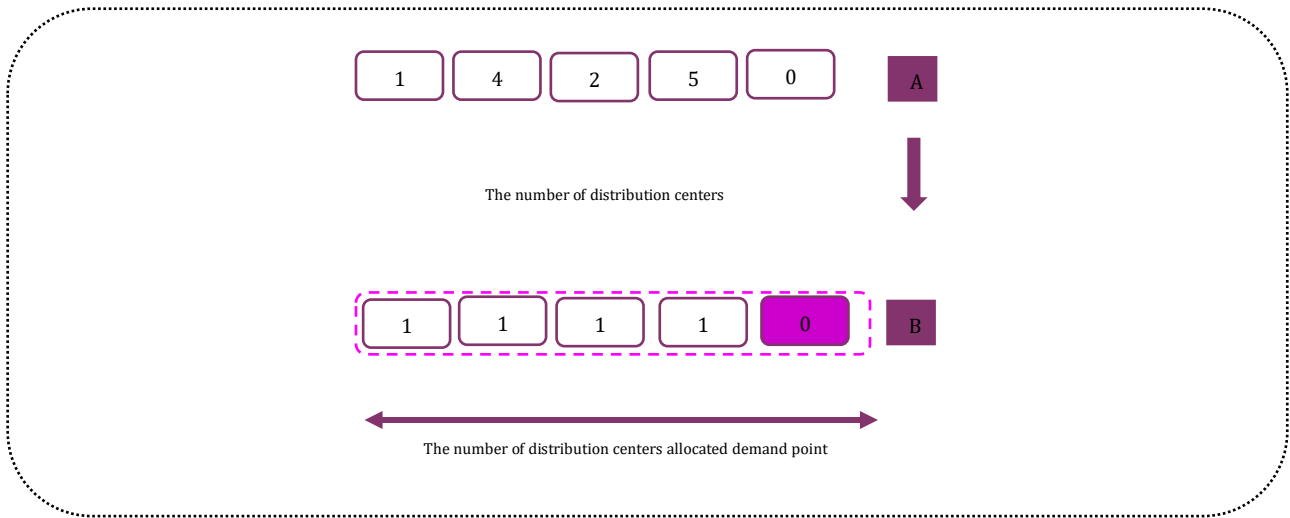 1 4 2 5 0 A
The number of distribution centers
1 1 1 1 0 B
The number of distribution centers allocated demand point